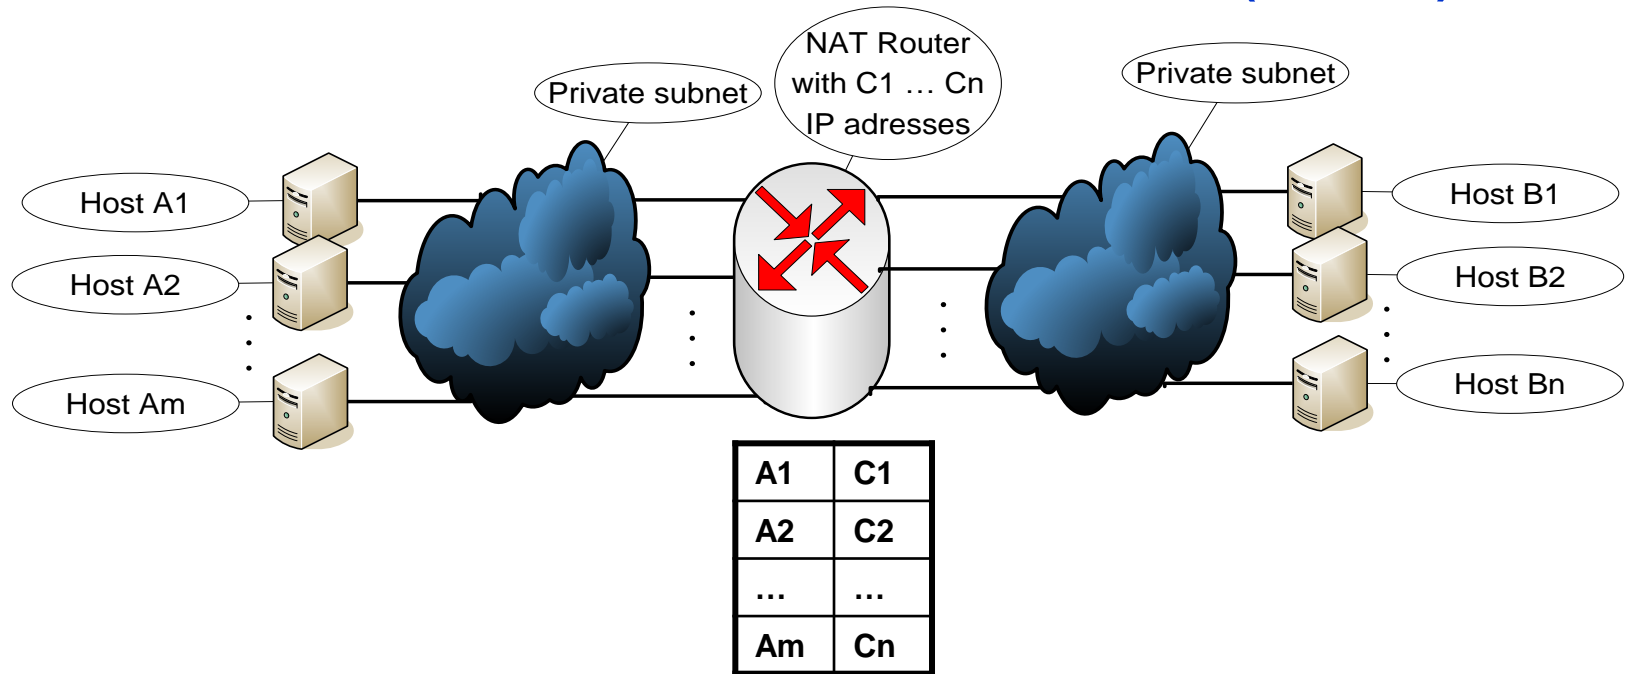 NAT Router
with C1 … Cn
IP adresses
Private subnet
Private subnet
Host A1
Host B1
Host A2
Host B2
Host Am
Host Bn
A1 C1
A2 C2
… …
Am Cn